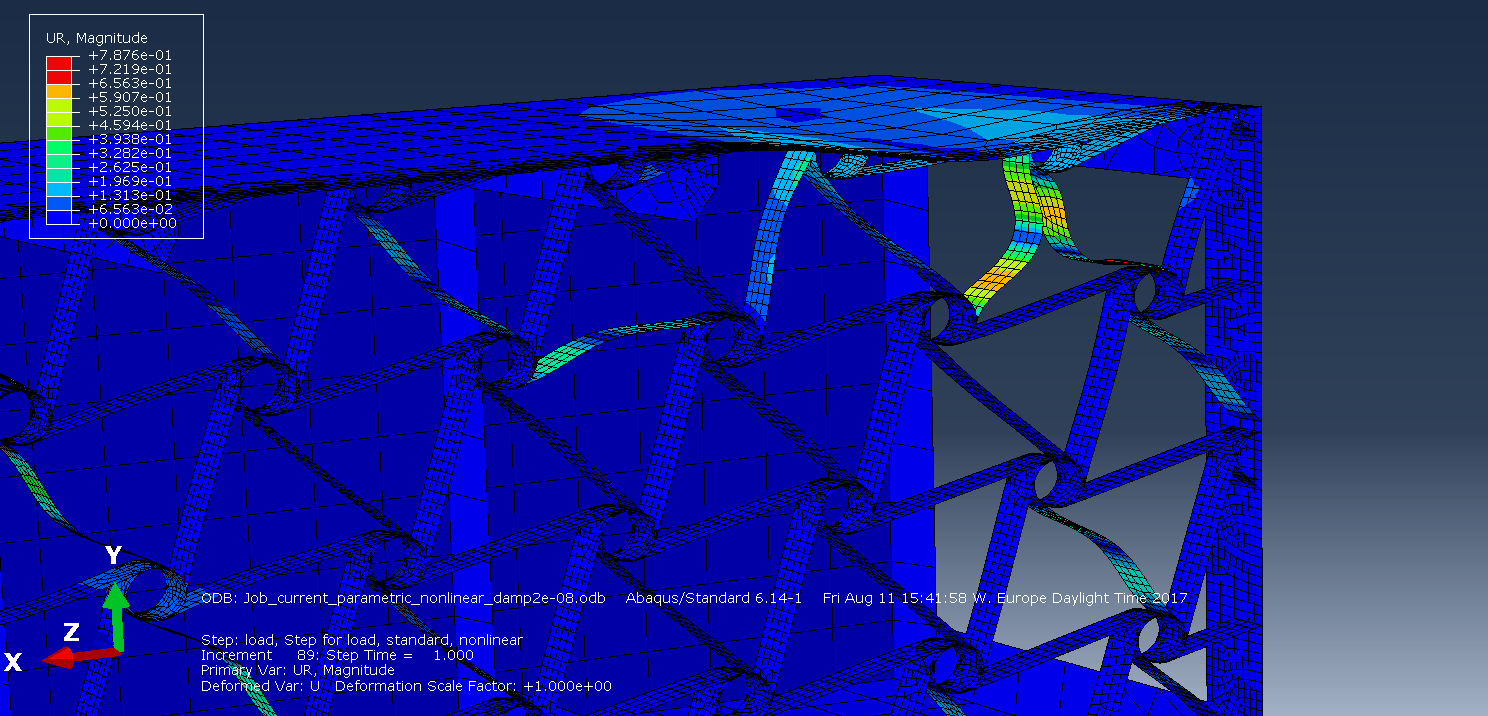 UR, Magnitude
+7.876e-01
+7.219e-01
+6.563e-01
+5.907e-01
+5.250e-01
+4.594e-01
+3.938e-01
+3.282e-01
+2.625e-01
+1.969e-01
+1.313e-01
+6.563e-02
+0.000e+00
Y
Z
X
ODB: Job_current_parametric_nonlinear_damp2e-08.odb Abaqus/Standard 6.14-1 Fri Aug 11 15:41:58 W. Europe Daylight Time 2017
Step: load, Step for load, standard, nonlinear
Increment 89: Step Time = 1.000
Primary Var: UR, Magnitude
Deformed Var: U Deformation Scale Factor: +1.000e+00